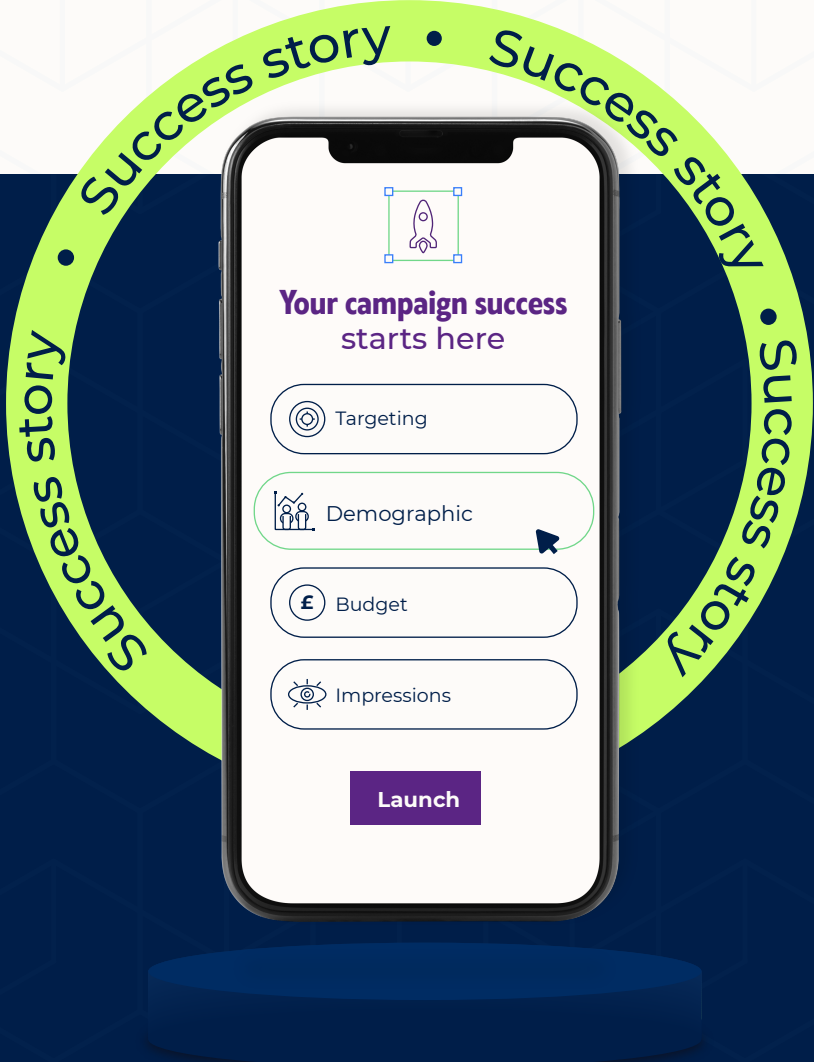 Success story • Success story • Success story • Success story
Your campaign success
starts here
Targeting
Demographic
£ Budget
Impressions
Launch